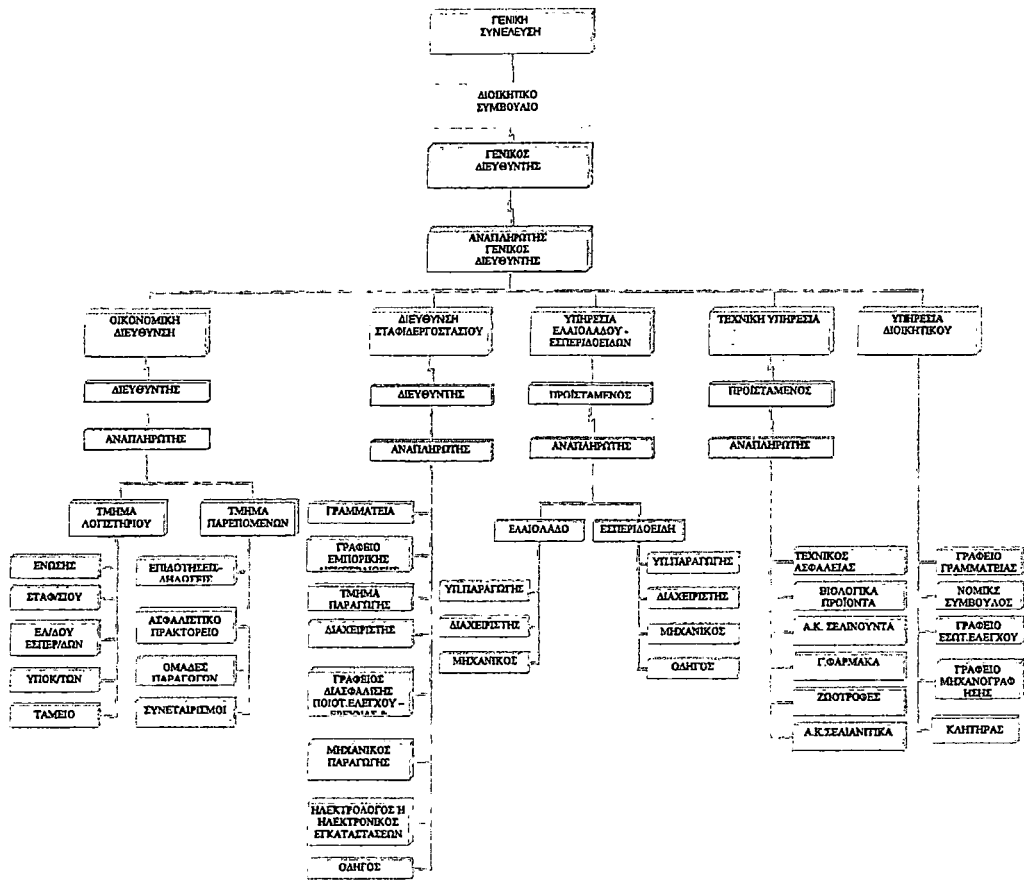 ΓΕΝΙΚΗ
ΣΥΝΕΛΕΥΣΗ
ΔΙΟΙΚΗΤΙΚΟ
ΣΥΜΒΟΥΛΙΟ
ΓΕΝΙΚΟΣ
ΔΙΕΥΘΥΝΤΗΣ
ΑΝΑΠΛΗΡΩΤΗΣ
ΓΕΝΙΚΟΣ
ΔΙΕΥΘΥΝΤΗΣ
ΟΙΚΟΝΟΜΙΚΗ
ΔΙΕΥΘΥΝΣΗ
ΔΙΕΥΘΥΝΤΗΣ
ΑΝΑΠΛΗΡΩΤΗΣ
ΤΜΗΜΑ
ΛΟΓΙΣΤΗΡΙΟΥ
ΕΝΩΣΗΣ
ΣΤΑΦ/ΣΙΟΥ
ΕΛ/ΔΟΥ
ΕΣΠΕΡ/ΔΩΝ
ΥΠΟΚ/ΤΩΝ
ΤΑΜΕΙΟ
ΤΜΗΜΑ
ΠΑΡΕΠΟΜΕΝΩΝ
ΕΠΙΔΟΤΗΣΕΙΣ-
ΔΗΛΩΣΕΙΣ
ΑΣΦΑΛΙΣΤΙΚΟ
ΠΡΑΚΤΟΡΕΙΟ
ΟΜΑΔΕΣ
ΠΑΡΑΓΩΓΩΝ
ΣΥΝΕΤΑΙΡΙΣΜΟΙ
ΔΙΕΥΘΥΝΣΗ
ΣΤΑΦΙΔΕΡΓΟΣΤΑΣΙΟΥ
ΔΙΕΥΘΥΝΤΗΣ
ΑΝΑΠΛΗΡΩΤΗΣ
ΓΡΑΜΜΑΤΕΙΑ
ΓΡΑΦΕΙΟ
ΕΜΠΟΡΙΚΗΣ
ΤΜΗΜΑ
ΠΑΡΑΓΩΓΗΣ
ΔΙΑΧΕΙΡΙΣΤΗΣ
ΓΡΑΦΕΙΟΣ
ΔΙΑΣΦΑΛΙΣΗΣ
ΠΟΙΟΤ.ΕΛΕΓΧΟΥ –
ΜΗΧΑΝΙΚΟΣ
ΠΑΡΑΓΩΓΗΣ
ΗΛΕΚΤΡΟΛΟΓΟΣ Ή
ΗΛΕΚΤΡΟΝΙΚΟΣ
ΕΓΚΑΤΑΣΤΑΣΕΩΝ
ΟΔΗΓΟΣ
ΥΠΗΡΕΣΙΑ
ΕΛΑΙΟΛΑΔΟΥ -
ΕΣΠΕΡΙΔΟΕΙΔΩΝ
ΠΡΟΪΣΤΑΜΕΝΟΣ
ΑΝΑΠΛΗΡΩΤΗΣ
ΕΛΑΙΟΛΑΔΟ
ΥΠ.ΠΑΡΑΓΩΓΗΣ
ΔΙΑΧΕΙΡΙΣΤΗΣ
ΜΗΧΑΝΙΚΟΣ
ΕΣΠΕΡΙΔΟΕΙΔΗ
ΥΠ.ΠΑΡΑΓΩΓΗΣ
ΔΙΑΧΕΙΡΙΣΤΗΣ
ΜΗΧΑΝΙΚΟΣ
ΟΔΗΓΟΣ
ΤΕΧΝΙΚΗ ΥΠΗΡΕΣΙΑ
ΠΡΟΪΣΤΑΜΕΝΟΣ
ΑΝΑΠΛΗΡΩΤΗΣ
ΤΕΧΝΙΚΟΣ
ΑΣΦΑΛΕΙΑΣ
ΒΙΟΛΟΓΙΚΑ
ΠΡΟΪΟΝΤΑ
Α.Κ. ΣΕΛΙΝΟΥΝΤΑ
Γ.ΦΑΡΜΑΚΑ
ΖΩΟΤΡΟΦΕΣ
Α.Κ.ΣΕΛΙΑΝΙΤΙΚΑ
ΥΠΗΡΕΣΙΑ
ΔΙΟΙΚΗΤΙΚΟΥ
ΓΡΑΦΕΙΟ
ΓΡΑΜΜΑΤΕΙΑΣ
ΝΟΜΙΚΣ
ΣΥΜΒΟΥΛΟΣ
ΓΡΑΦΕΙΟ
ΕΣΩΤ.ΕΛΕΓΧΟΥ
ΓΡΑΦΕΙΟ
ΜΗΧΑΝΟΓΡΑΦ
ΗΣΗΣ
ΚΛΗΤΗΡΑΣ